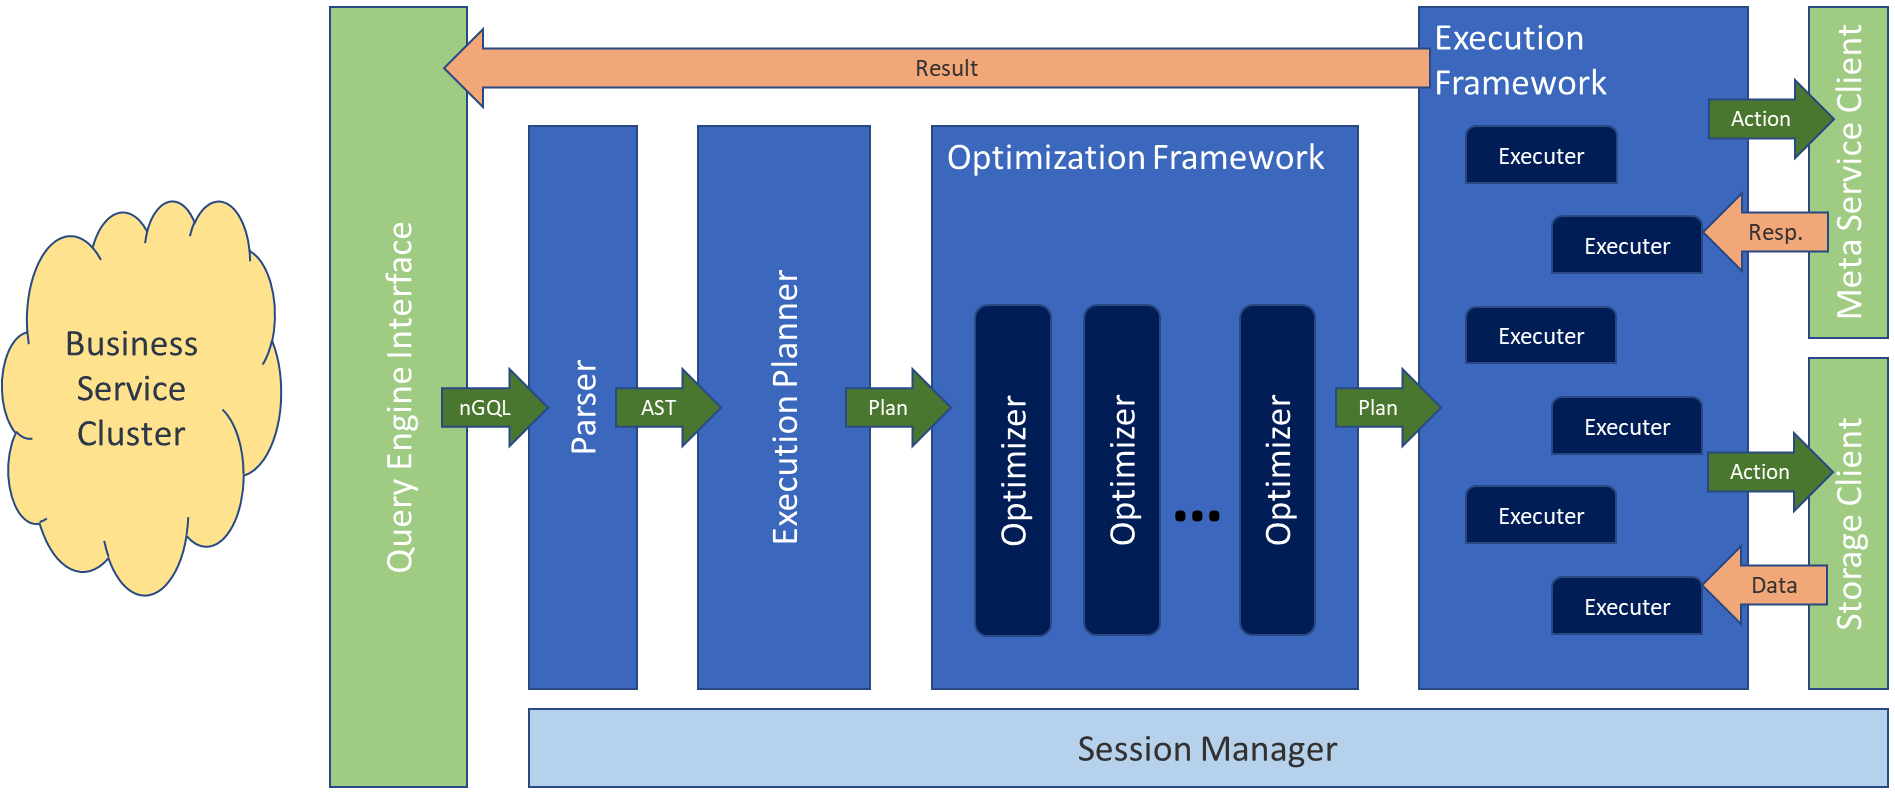 Business
Service
Cluster
Query Engine Interface
Result
nGQL
Parser
AST
Execution Planner
Plan
Optimization Framework
Optimizer
Optimizer
...
Optimizer
Plan
Execution
Framework
Executer
Executer
Executer
Executer
Executer
Executer
Action
Resp.
Meta Service Client
Action
Data
Storage Client
Session Manager